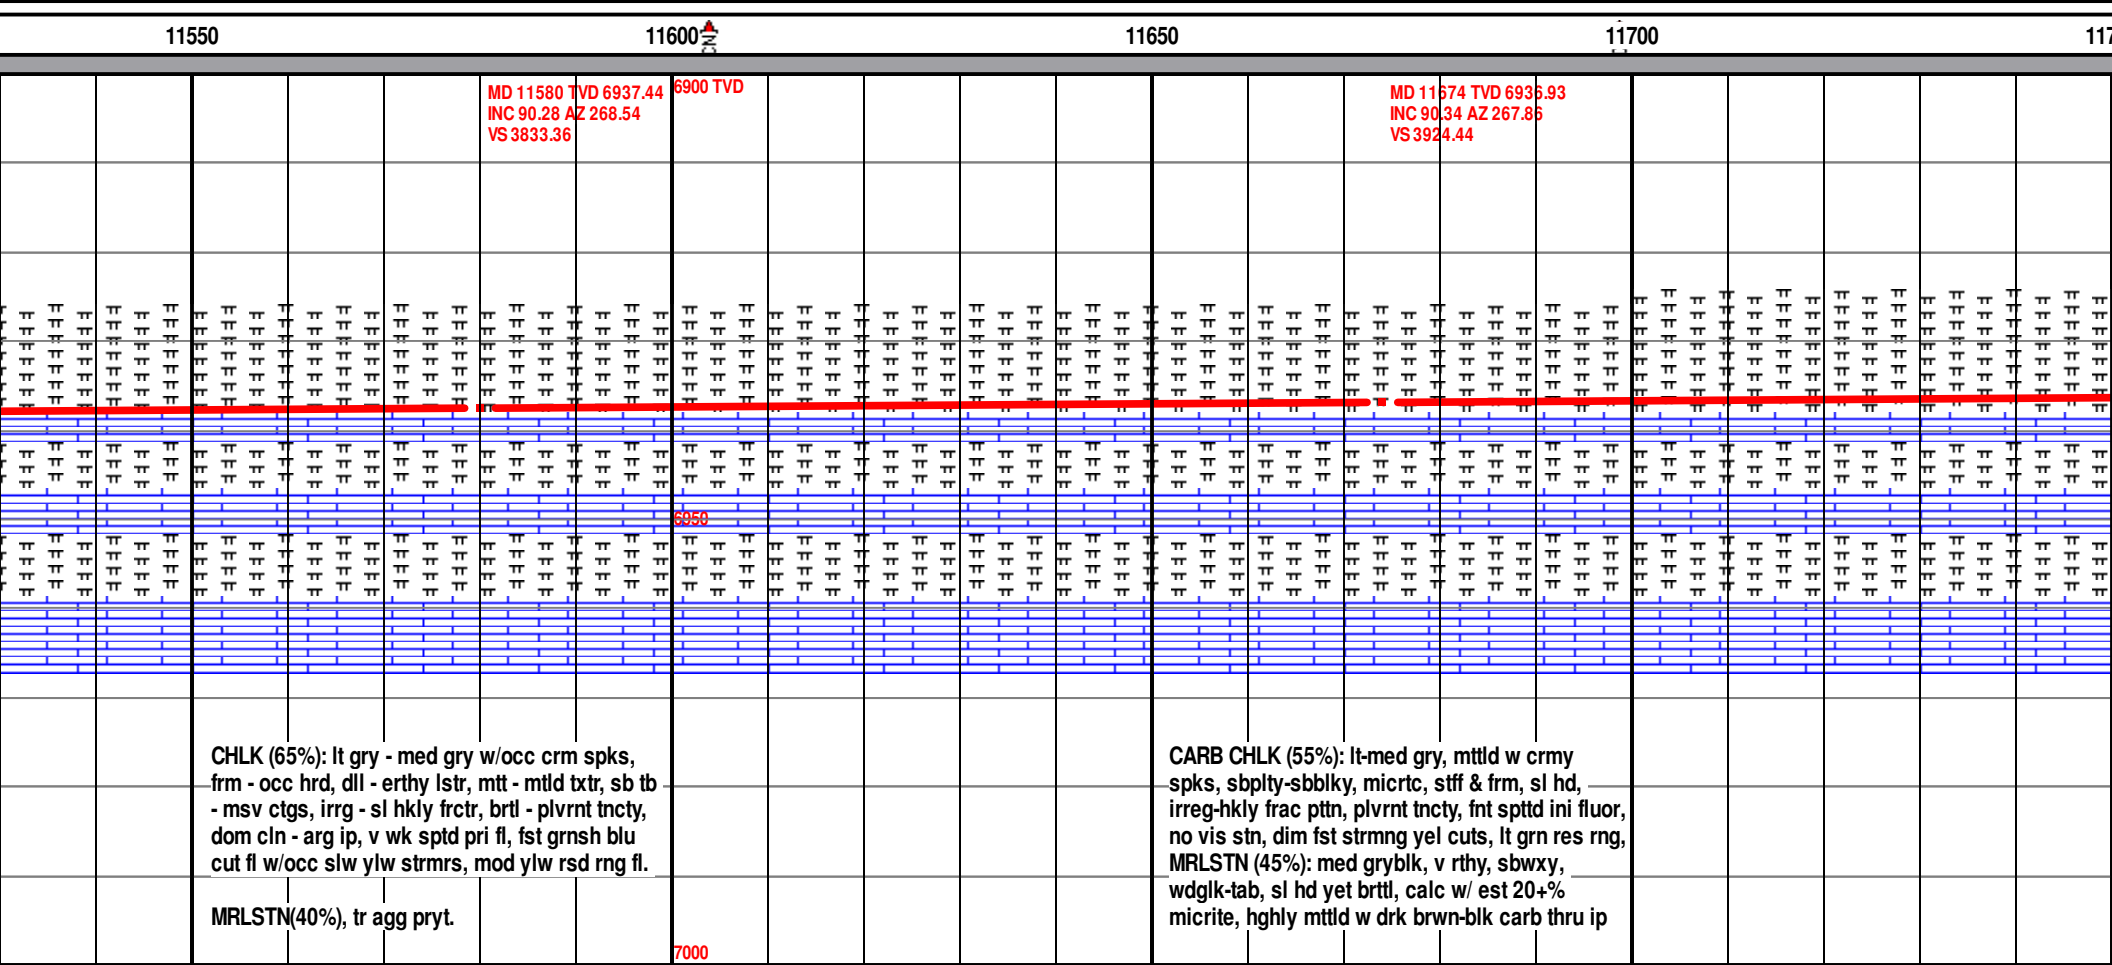 11550
11600
CN
11650
11700
117
MD 11580 TVD 6937.44
INC 90.28 AZ 268.54
VS 3833.36
6900 TVD
MD 11674 TVD 6936.93
INC 90.34 AZ 267.86
VS 3924.44
6950
CHLK (65%): lt gry - med gry w/occ crm spks,
frm - occ hrd, dll - erthy lstr, mtt - mtld txtr, sb tb
- msv ctgs, irrg - sl hkly frctr, brtl - plvrnt tncty,
dom cln - arg ip, v wk sptd pri fl, fst grnsh blu
cut fl w/occ slw ylw strmrs, mod ylw rsd rng fl.
MRLSTN(40%), tr agg pryt.
CARB CHLK (55%): lt-med gry, mttld w crmy
spks, sbplty-sbblky, micrtc, stff & frm, sl hd,
irreg-hkly frac pttn, plvrnt tncty, fnt spttd ini fluor,
no vis stn, dim fst strmng yel cuts, lt grn res rng,
MRLSTN (45%): med gryblk, v rthy, sbwxy,
wdglk-tab, sl hd yet brttl, calc w/ est 20+%
micrite, hghly mttld w drk brwn-blk carb thru ip
7000